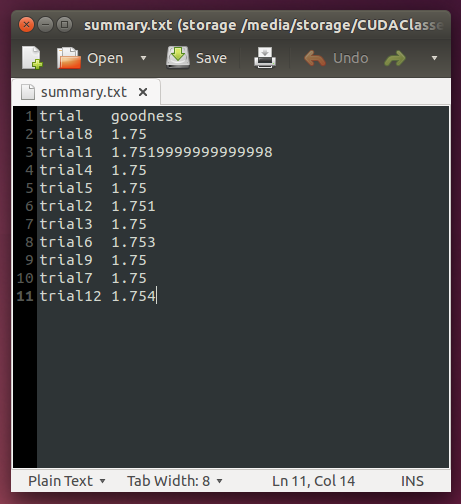 summary.txt (storage /media/storage/CUDAClasse
Open Save Undo
summary.txt
1 trial goodness
2 trial8 1.75
3 trial1 1.7519999999999998
4 trial4 1.75
5 trial5 1.75
6 trial2 1.751
7 trial3 1.75
8 trial6 1.753
9 trial9 1.75
10 trial7 1.75
11 trial12 1.754
Plain Text Tab Width: 8 Ln 11, Col 14 INS